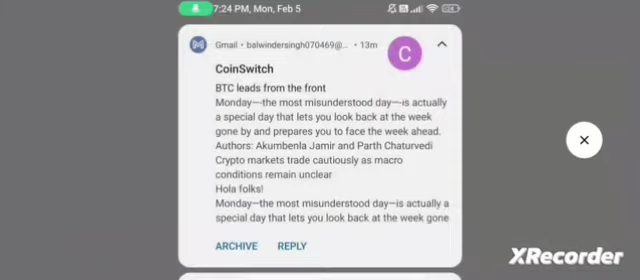 7:24 PM, Mon, Feb 5
Gmail • balwindersingh070469@... • 13m
C
CoinSwitch
BTC leads from the front
Monday—-the most misunderstood day—is actually
a special day that lets you look back at the week
gone by and prepares you to face the week ahead.
Authors: Akumbenla Jamir and Parth Chaturvedi
Crypto markets trade cautiously as macro
conditions remain unclear
Hola folks!
Monday—the most misunderstood day—is actually a
special day that lets you look back at the week gone
ARCHIVE REPLY
XRecorder